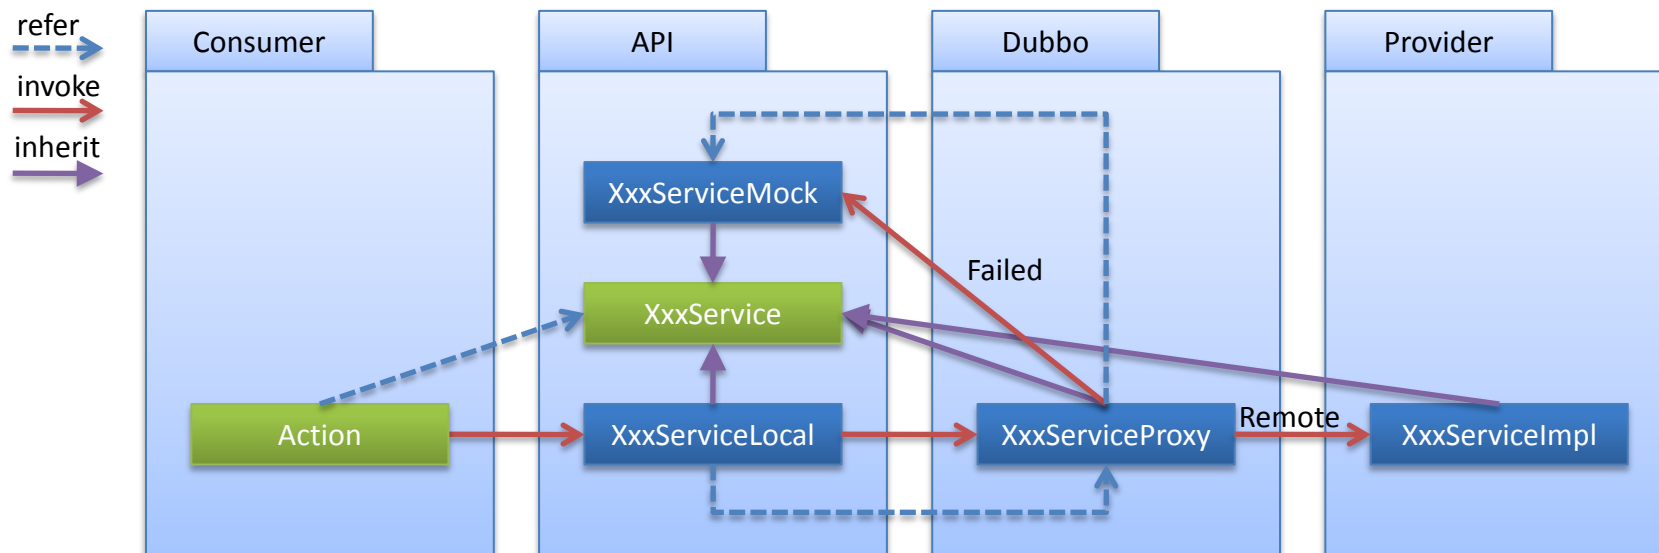 refer
invoke
inherit
Consumer
API
Dubbo
Provider
XxxServiceMock
Failed
XxxService
Action
XxxServiceLocal
XxxServiceProxy
Remote
XxxServiceImpl